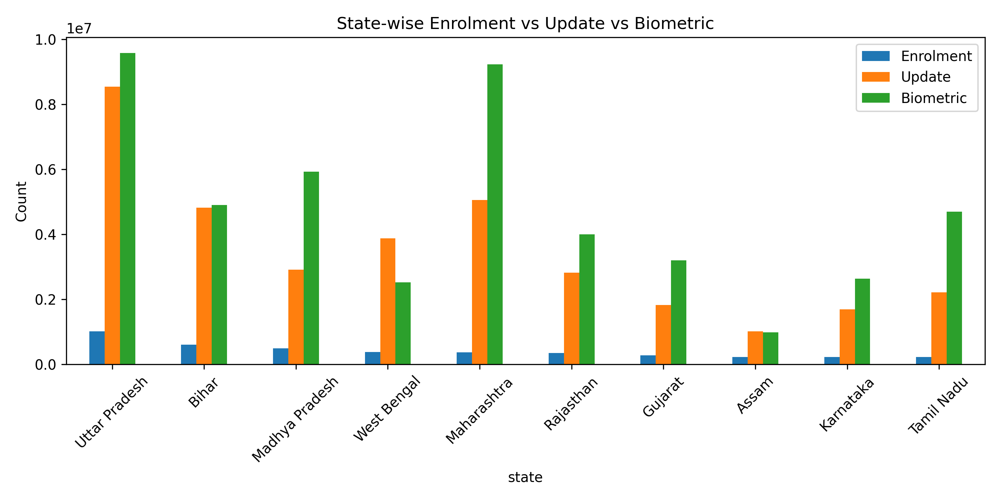 State-wise Enrolment vs Update vs Biometric
1e7
1.0
0.8
0.6
0.4
0.2
0.0
Count
Enrolment
Update
Biometric
Uttar Pradesh
Bihar
Madhya Pradesh
West Bengal
Maharashtra
Rajasthan
Gujarat
Assam
Karnataka
Tamil Nadu
state